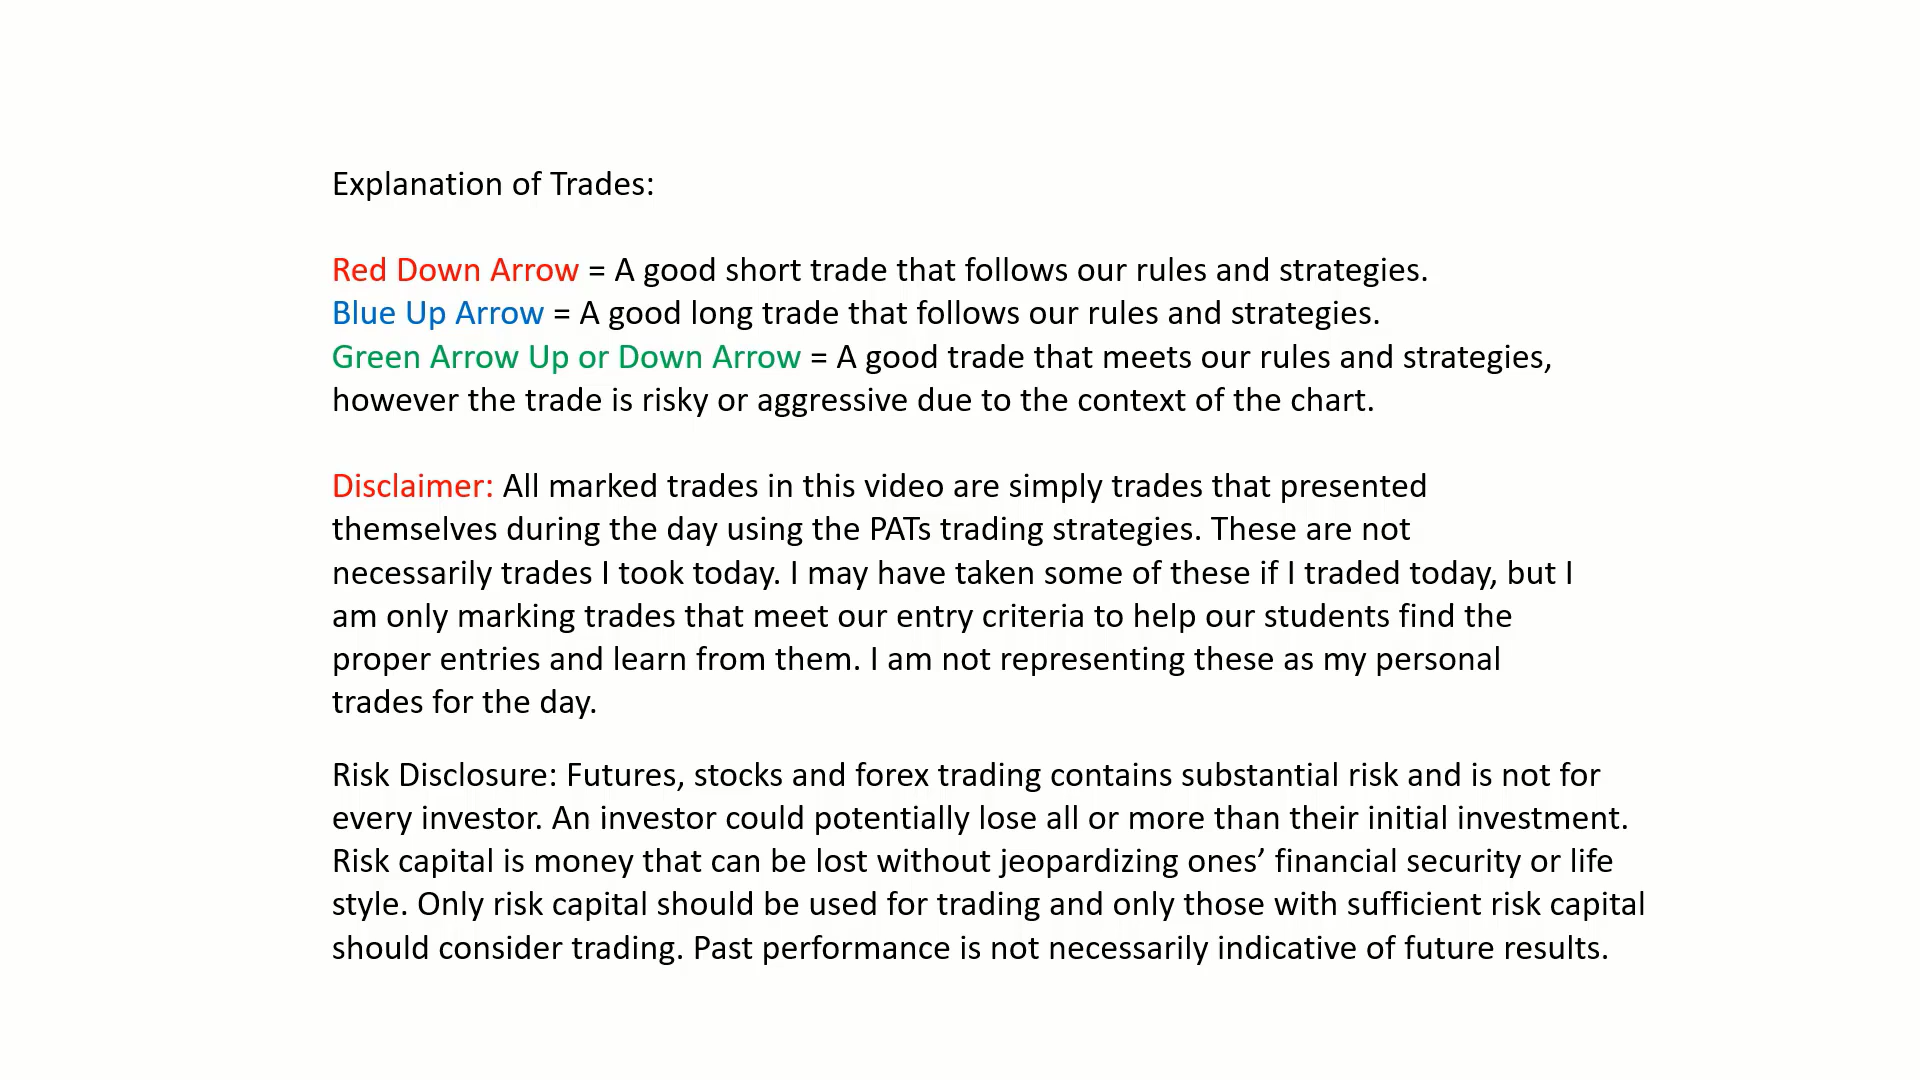 Explanation of Trades:
Red Down Arrow = A good short trade that follows our rules and strategies.
Blue Up Arrow = A good long trade that follows our rules and strategies.
Green Arrow Up or Down Arrow = A good trade that meets our rules and strategies,
however the trade is risky or aggressive due to the context of the chart.
Disclaimer: All marked trades in this video are simply trades that presented
themselves during the day using the PATs trading strategies. These are not
necessarily trades I took today. I may have taken some of these if I traded today, but I
am only marking trades that meet our entry criteria to help our students find the
proper entries and learn from them. I am not representing these as my personal
trades for the day.
Risk Disclosure: Futures, stocks and forex trading contains substantial risk and is not for
every investor. An investor could potentially lose all or more than their initial investment.
Risk capital is money that can be lost without jeopardizing ones’ financial security or life
style. Only risk capital should be used for trading and only those with sufficient risk capital
should consider trading. Past performance is not necessarily indicative of future results.